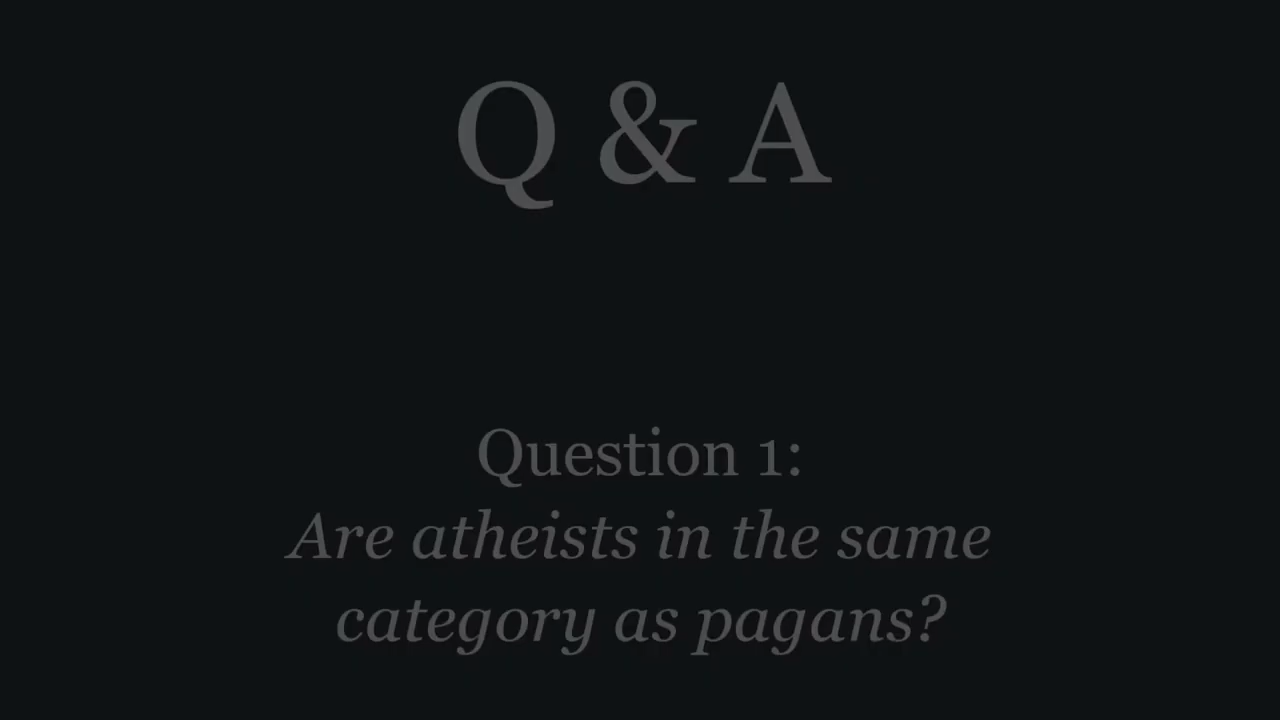 Q & A
Question 1:
Are atheists in the same
category as pagans?